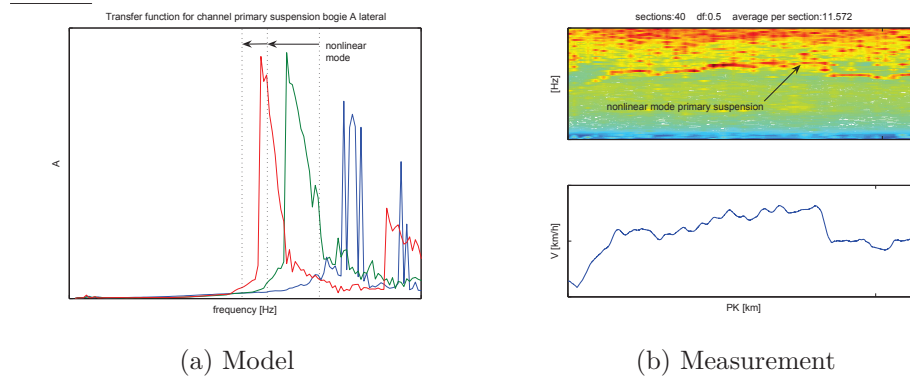 Transfer function for channel primary suspension bogie A lateral
nonlinear
mode
A
frequency [Hz]
(a) Model
sections:40 df:0.5 average per section:11.572
[Hz]
nonlinear mode primary suspension
V [km/h]
PK [km]
(b) Measurement